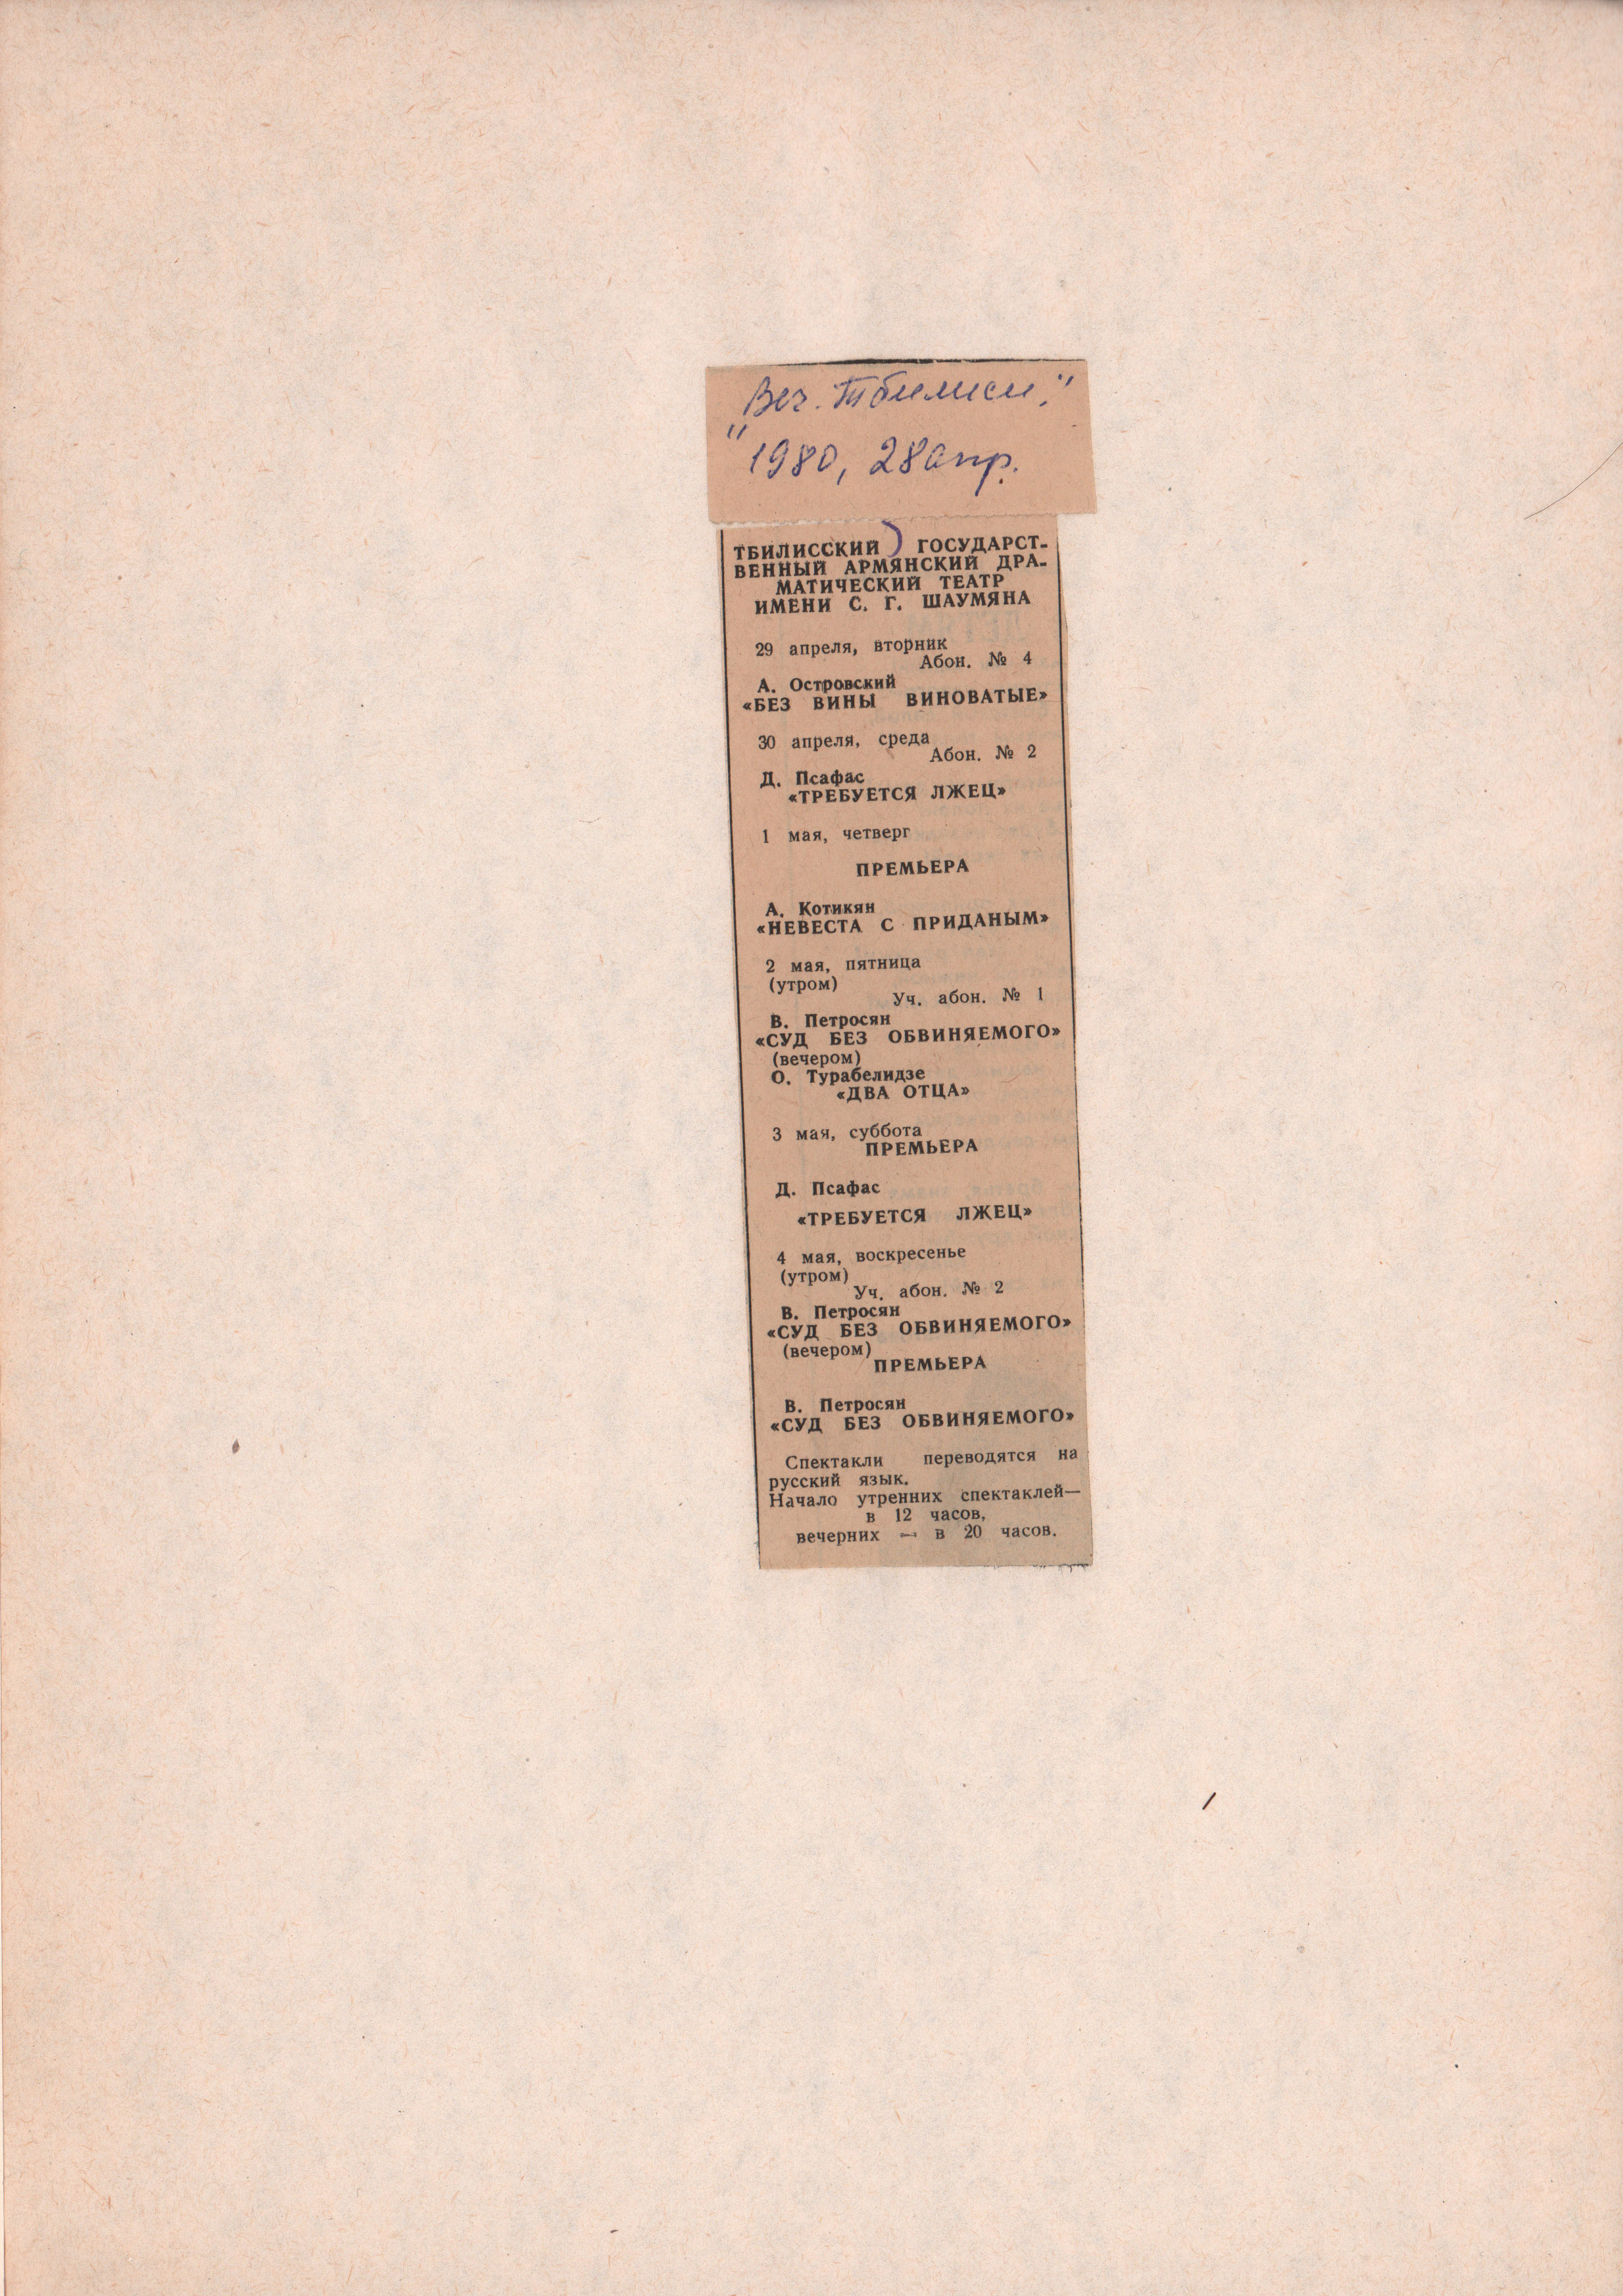 "Веч. Тбилиси",
1980, 28 апр.
ТБИЛИССКИЙ ГОСУДАРСТ-
ВЕННЫЙ АРМЯНСКИЙ ДРА-
МАТИЧЕСКИЙ ТЕАТР
ИМЕНИ С. Г. ШАУМЯНА
29 апреля, вторник
Абон. № 4
А. Островский
«БЕЗ ВИНЫ ВИНОВАТЫЕ»
30 апреля, среда
Абон. № 2
Д. Псафас
«ТРЕБУЕТСЯ ЛЖЕЦ»
1 мая, четверг
ПРЕМЬЕРА
А. Котикян
«НЕВЕСТА С ПРИДАНЫМ»
2 мая, пятница
(утром)
Уч. абон. № 1
В. Петросян
«СУД БЕЗ ОБВИНЯЕМОГО»
(вечером)
О. Турабелидзе
«ДВА ОТЦА»
3 мая, суббота
ПРЕМЬЕРА
Д. Псафас
«ТРЕБУЕТСЯ ЛЖЕЦ»
4 мая, воскресенье
(утром)
Уч. абон. № 2
В. Петросян
«СУД БЕЗ ОБВИНЯЕМОГО»
(вечером)
ПРЕМЬЕРА
В. Петросян
«СУД БЕЗ ОБВИНЯЕМОГО»
Спектакли переводятся на
русский язык.
Начало утренних спектаклей—
в 12 часов,
вечерних — в 20 часов.